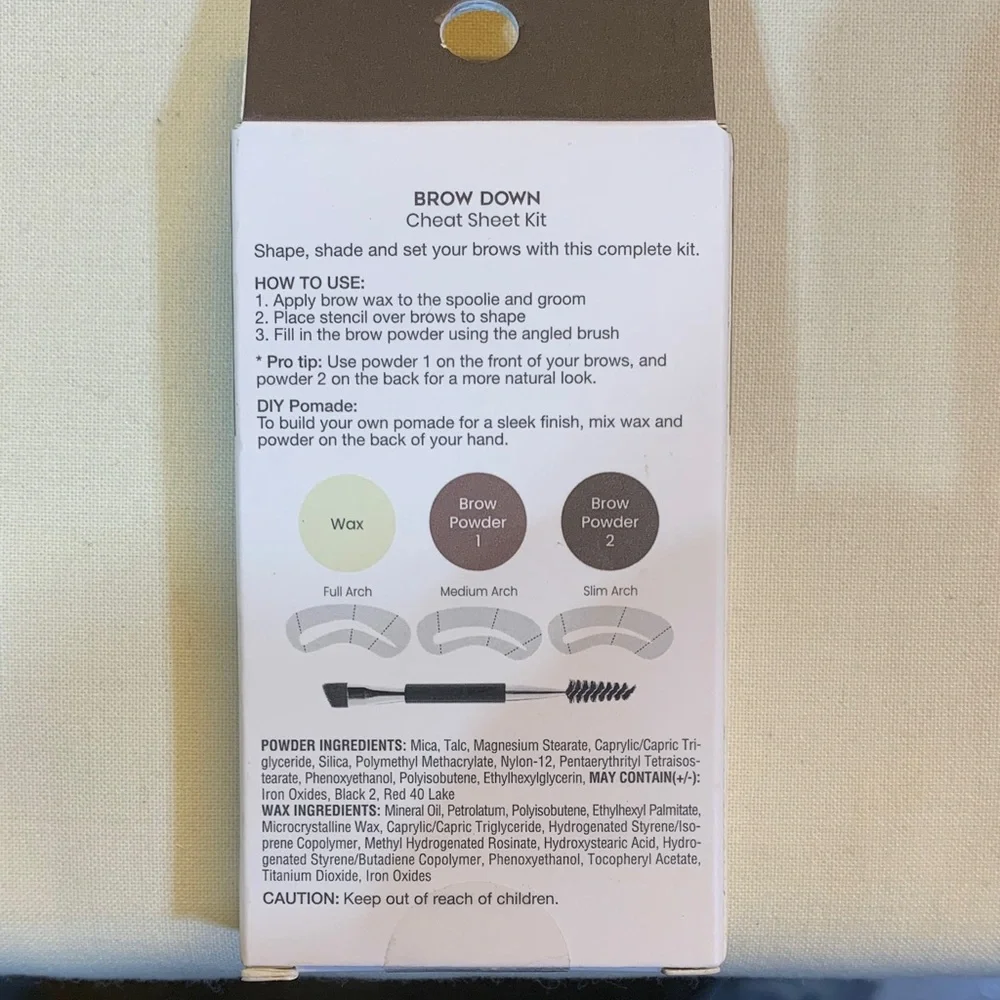 BROW DOWN
Cheat Sheet Kit
Shape, shade and set your brows with this complete kit.
HOW TO USE:
1. Apply brow wax to the spoolie and groom
2. Place stencil over brows to shape
3. Fill in the brow powder using the angled brush
* Pro tip: Use powder 1 on the front of your brows, and
powder 2 on the back for a more natural look.
DIY Pomade:
To build your own pomade for a sleek finish, mix wax and
powder on the back of your hand.
Wax
Brow
Powder
1
Brow
Powder
2
Full Arch
Medium Arch
Slim Arch
POWDER INGREDIENTS: Mica, Talc, Magnesium Stearate, Caprylic/Capric Tri-
glyceride, Silica, Polymethyl Methacrylate, Nylon-12, Pentaerythrityl Tetraisos-
tearate, Phenoxyethanol, Polyisobutene, Ethylhexylglycerin, MAY CONTAIN(+/-):
Iron Oxides, Black 2, Red 40 Lake
WAX INGREDIENTS: Mineral Oil, Petrolatum, Polyisobutene, Ethylhexyl Palmitate,
Microcrystalline Wax, Caprylic/Capric Triglyceride, Hydrogenated Styrene/Iso-
prene Copolymer, Methyl Hydrogenated Rosinate, Hydroxystearic Acid, Hydro-
genated Styrene/Butadiene Copolymer, Phenoxyethanol, Tocopheryl Acetate,
Titanium Dioxide, Iron Oxides
CAUTION: Keep out of reach of children.